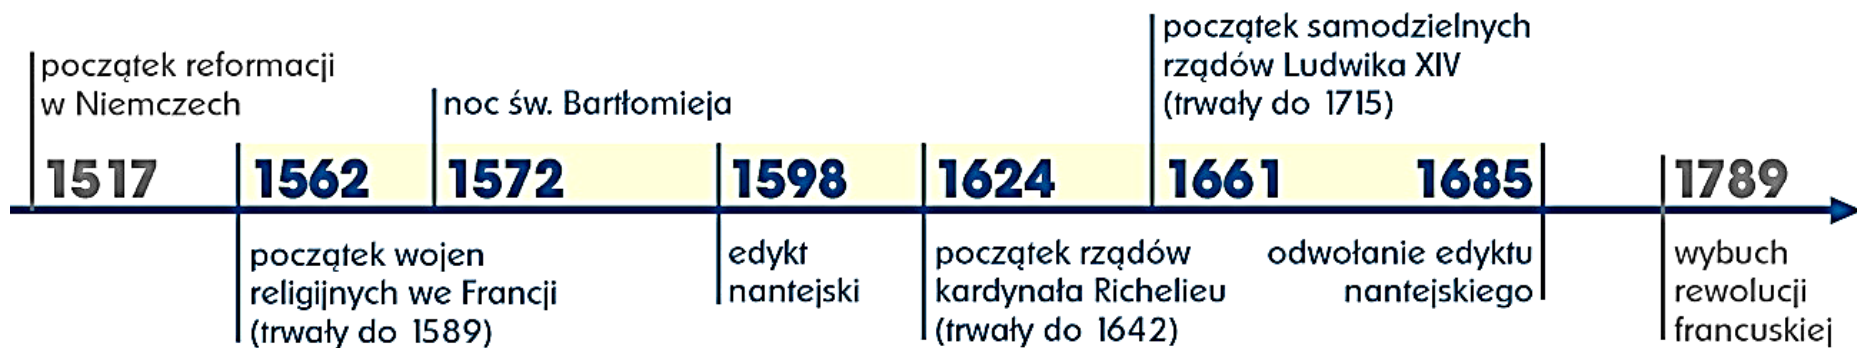 początek reformacji
w Niemczech
1517
1562
początek wojen
religijnych we Francji
(trwały do 1589)
noc św. Bartłomieja
1572
1598
edykt
nantejski
1624
początek rządów
kardynała Richelieu
(trwały do 1642)
początek samodzielnych
rządów Ludwika XIV
(trwały do 1715)
1661
1685
odwołanie edyktu
nantejskiego
1789
wybuch
rewolucji
francuskiej